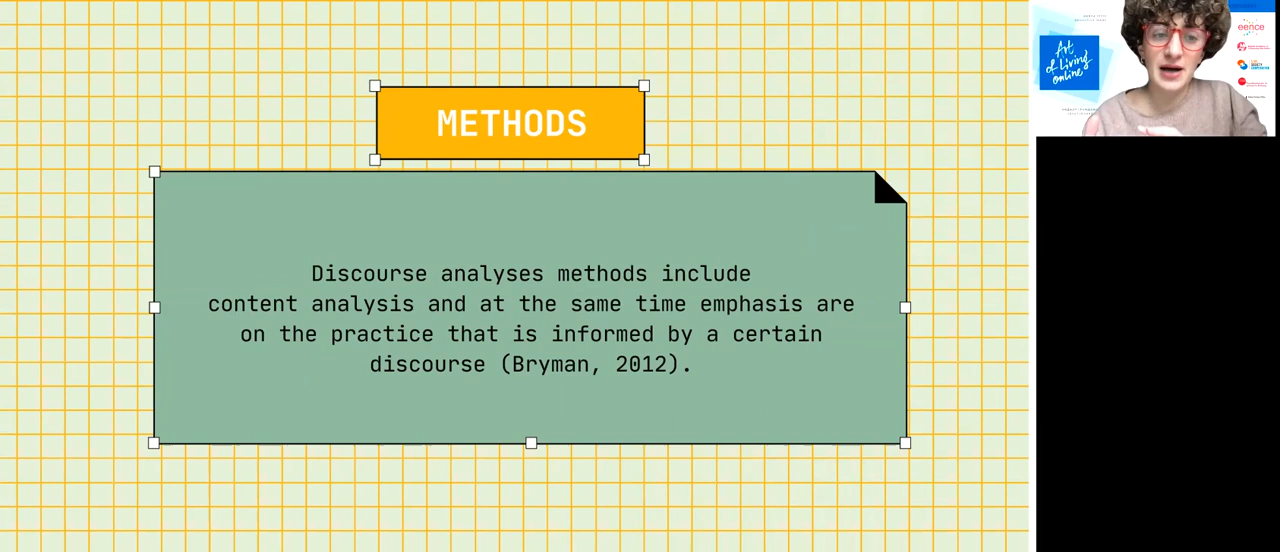 METHODS
Discourse analyses methods include
content analysis and at the same time emphasis are
on the practice that is informed by a certain
discourse (Bryman, 2012).
Art
of Living
online
eence